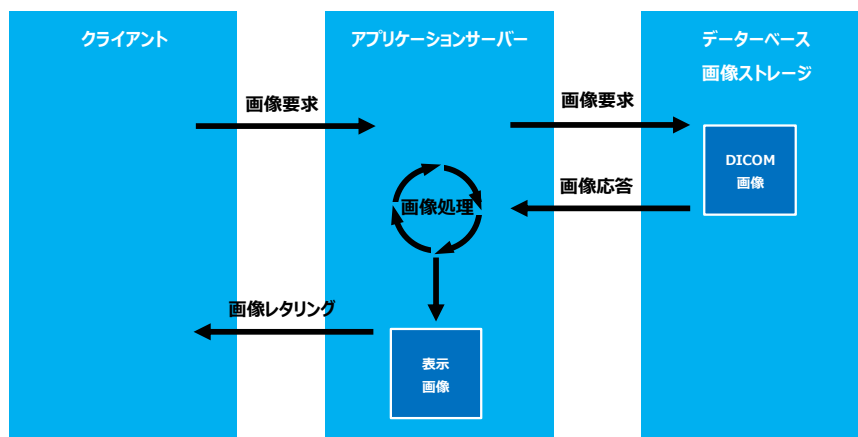 クライアント
アプリケーションサーバー
データーベース
画像ストレージ
画像要求
画像要求
DICOM
画像
画像処理
画像応答
画像レタリング
表示
画像